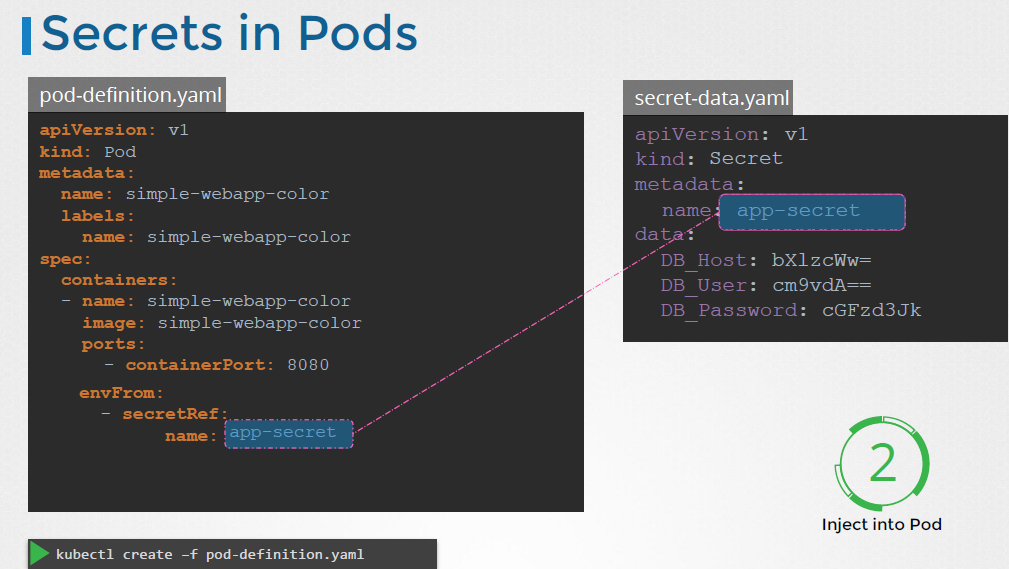 Secrets in Pods
pod-definition.yaml
apiVersion: v1
kind: Pod
metadata:
  name: simple-webapp-color
  labels:
    name: simple-webapp-color
spec:
  containers:
  - name: simple-webapp-color
    image: simple-webapp-color
    ports:
      - containerPort: 8080
    envFrom:
      - secretRef:
            name: app-secret
secret-data.yaml
apiVersion: v1
kind: Secret
metadata:
  name: app-secret
data:
  DB_Host: bXlzcWw=
  DB_User: cm9vdA==
  DB_Password: cGFzd3Jk
2
Inject into Pod
kubectl create –f pod-definition.yaml